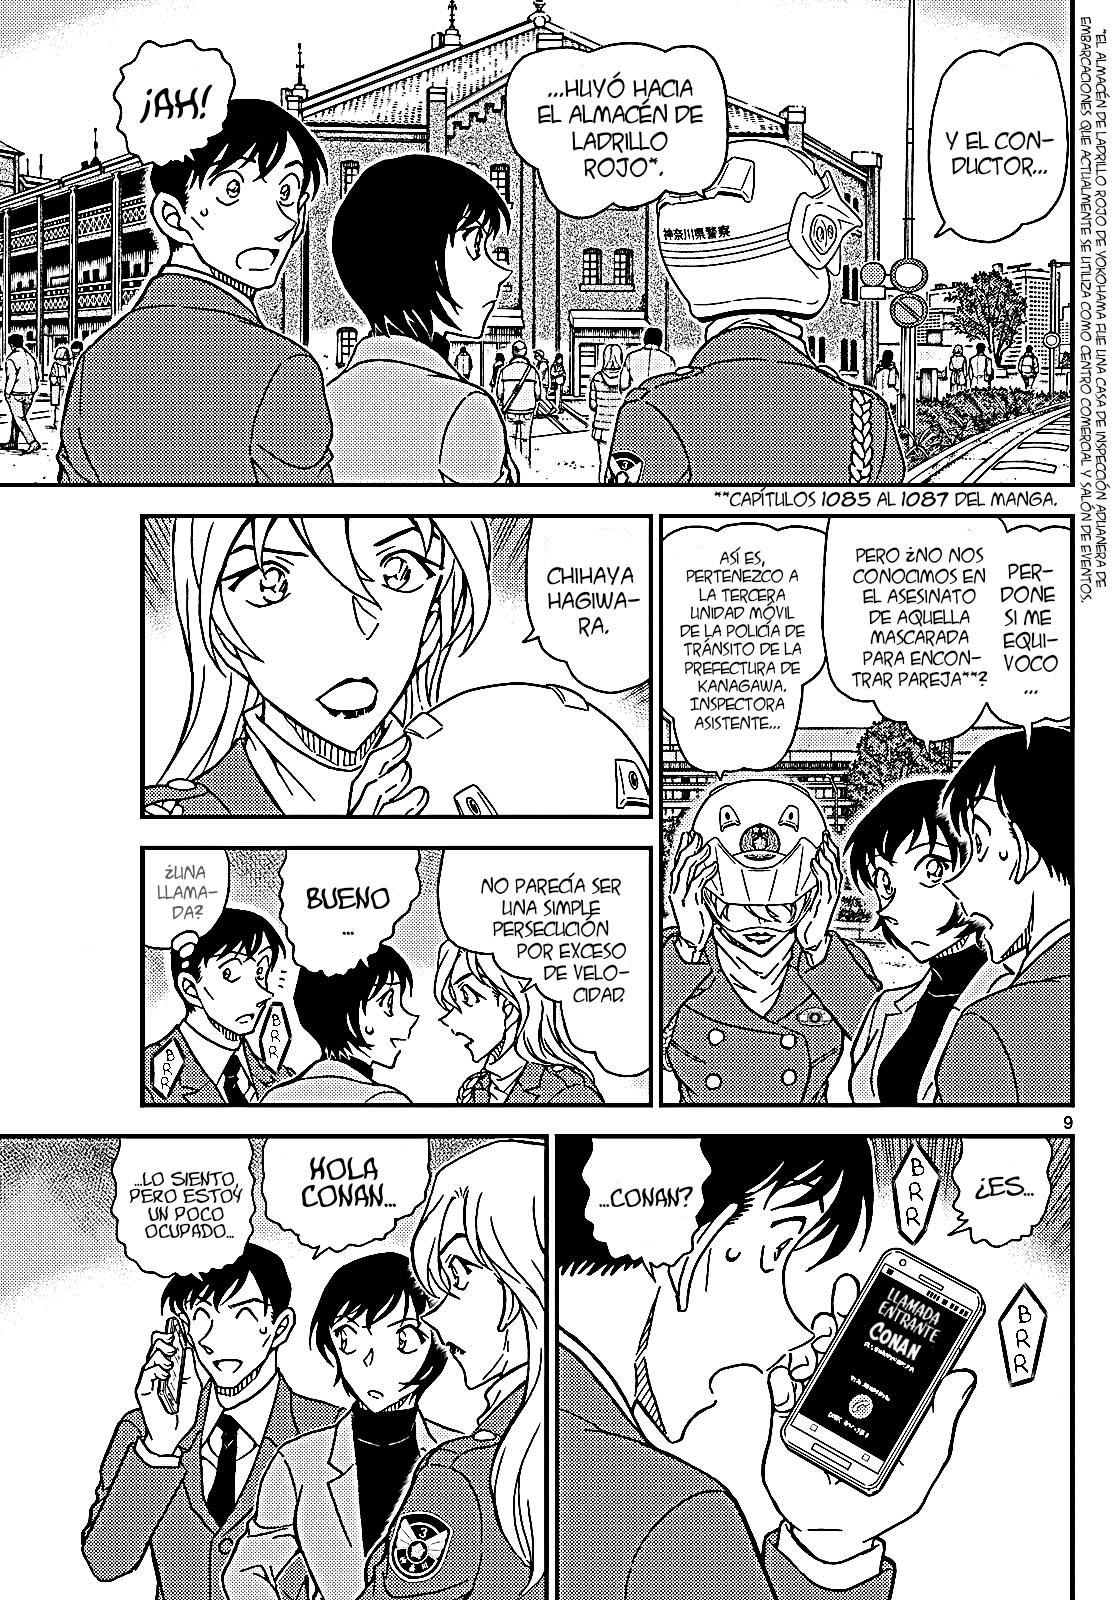 Y EL CON-
DUCTOR...
...HUYÓ HACIA
EL ALMACÉN DE
LADRILLO
ROJO*.
¡AH!
神奈川県警察
3
*EL ALMACÉN DE LADRILLO ROJO DE YOKOHAMA FUE UNA CASA DE INSPECCIÓN ADUANERA DE
EMBARCACIONES QUE ACTUALMENTE SE UTILIZA COMO CENTRO COMERCIAL Y SALÓN DE EVENTOS.
**CAPÍTULOS 1085 AL 1087 DEL MANGA.
PER-
DONE
SI ME
EQUI-
VOCO
...
PERO ¿NO NOS
CONOCIMOS EN
EL ASESINATO
DE AQUELLA
MASCARADA
PARA ENCON-
TRAR PAREJA**?
ASÍ ES,
PERTENEZCO A
LA TERCERA
UNIDAD MÓVIL
DE LA POLICÍA DE
TRÁNSITO DE LA
PREFECTURA DE
KANAGAWA.
INSPECTORA
ASISTENTE...
CHIHAYA
HAGIWA-
RA.
NO PARECÍA SER
UNA SIMPLE
PERSECUCIÓN
POR EXCESO
DE VELO-
CIDAD.
BUENO
...
¿UNA
LLAMA-
DA?
BRR
BRR
9
¿ES...
BRR
BRR
...CONAN?
LLAMADA
ENTRANTE
CONAN
HOLA
CONAN...
...LO SIENTO,
PERO ESTOY
UN POCO
OCUPADO...
3